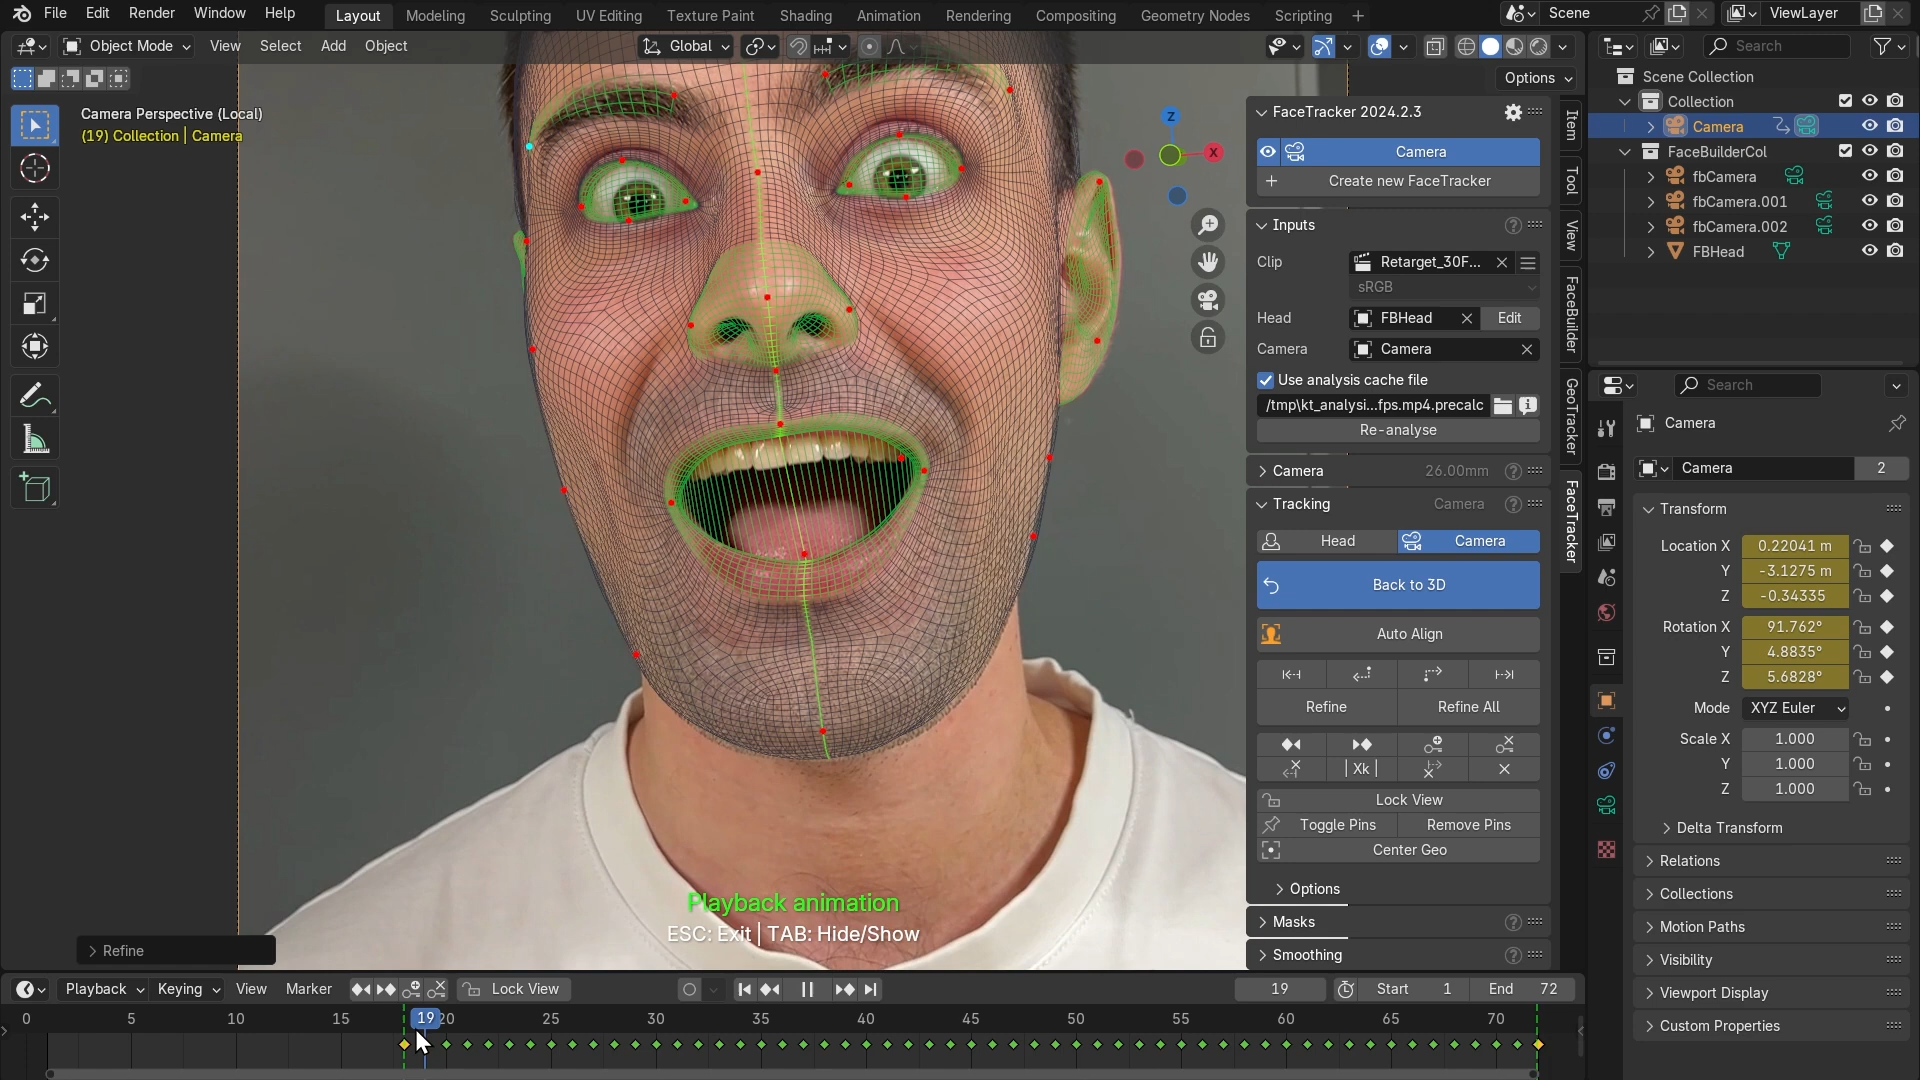 File Edit Render Window Help Layout Modeling Sculpting UV Editing Texture Paint Shading Animation Rendering Compositing Geometry Nodes Scripting Scene ViewLayer
Object Mode View Select Add Object Global Search
Options
Camera Perspective (Local)
(19) Collection | Camera
Z
X
FaceTracker 2024.2.3
Camera
Create new FaceTracker
Inputs
Clip Retarget_30F...
sRGB
Head FBHead Edit
Camera Camera
Use analysis cache file
/tmp\kt_analysi...fps.mp4.precalc
Re-analyse
Camera 26.00mm
Tracking Camera
Head Camera
Back to 3D
Auto Align
Refine Refine All
| Xk |
Lock View
Toggle Pins Remove Pins
Center Geo
Options
Masks
Smoothing
Item
Tool
View
FaceBuilder
GeoTracker
FaceTracker
Scene Collection
Collection
Camera
FaceBuilderCol
fbCamera
fbCamera.001
fbCamera.002
FBHead
Search
Camera
Camera 2
Transform
Location X 0.22041 m
Y -3.1275 m
Z -0.34335
Rotation X 91.762°
Y 4.8835°
Z 5.6828°
Mode XYZ Euler
Scale X 1.000
Y 1.000
Z 1.000
Delta Transform
Relations
Collections
Motion Paths
Visibility
Viewport Display
Custom Properties
Playback animation
ESC: Exit | TAB: Hide/Show
Refine
Playback Keying View Marker Lock View 19 Start 1 End 72
0 5 10 15 19 20 25 30 35 40 45 50 55 60 65 70